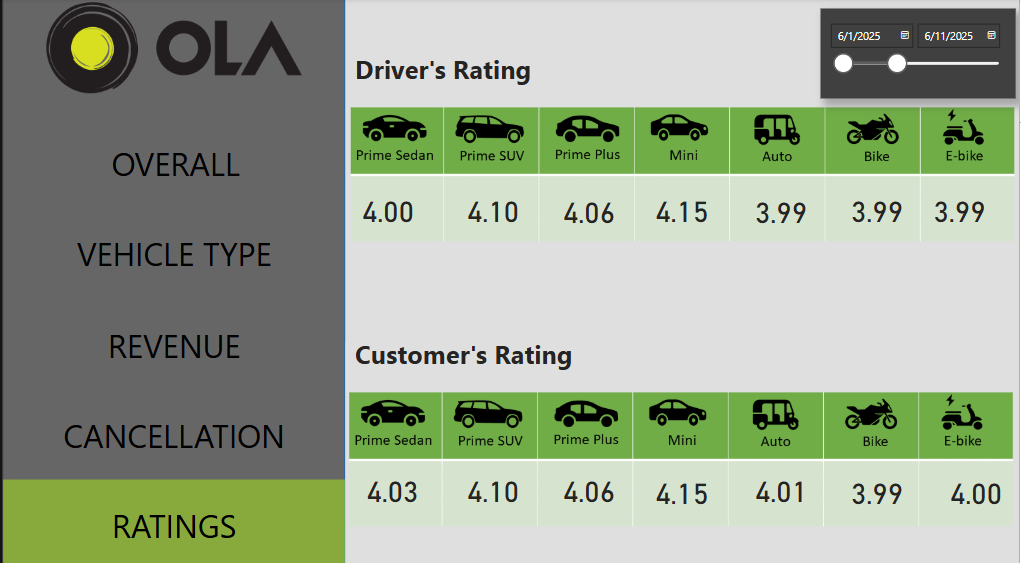 OLA
6/1/2025 6/11/2025
OVERALL
VEHICLE TYPE
REVENUE
CANCELLATION
RATINGS
Driver's Rating
Prime Sedan Prime SUV Prime Plus Mini Auto Bike E-bike
4.00 4.10 4.06 4.15 3.99 3.99 3.99
Customer's Rating
Prime Sedan Prime SUV Prime Plus Mini Auto Bike E-bike
4.03 4.10 4.06 4.15 4.01 3.99 4.00